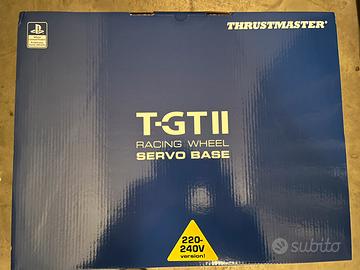 THRUSTMASTER
T-GT II
RACING WHEEL
SERVO BASE
220-
240V
version!
subito